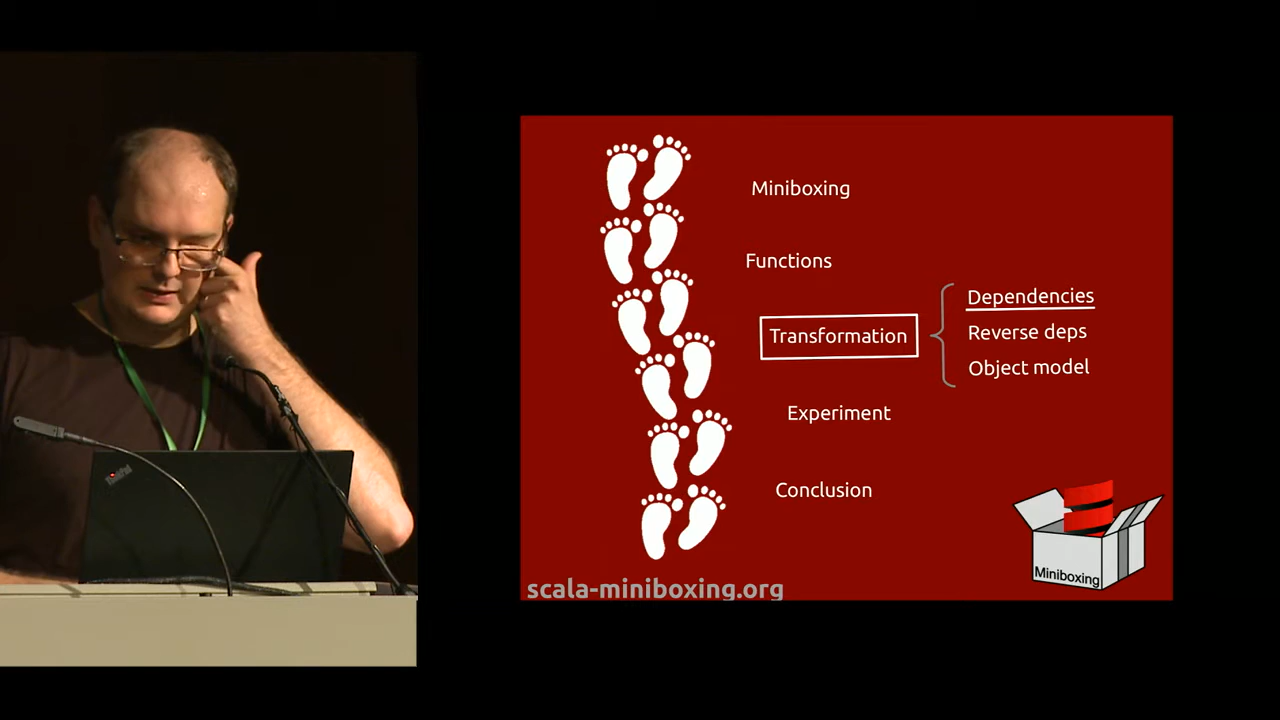 Miniboxing
Functions
Transformation
Dependencies
Reverse deps
Object model
Experiment
Conclusion
Miniboxing
scala-miniboxing.org